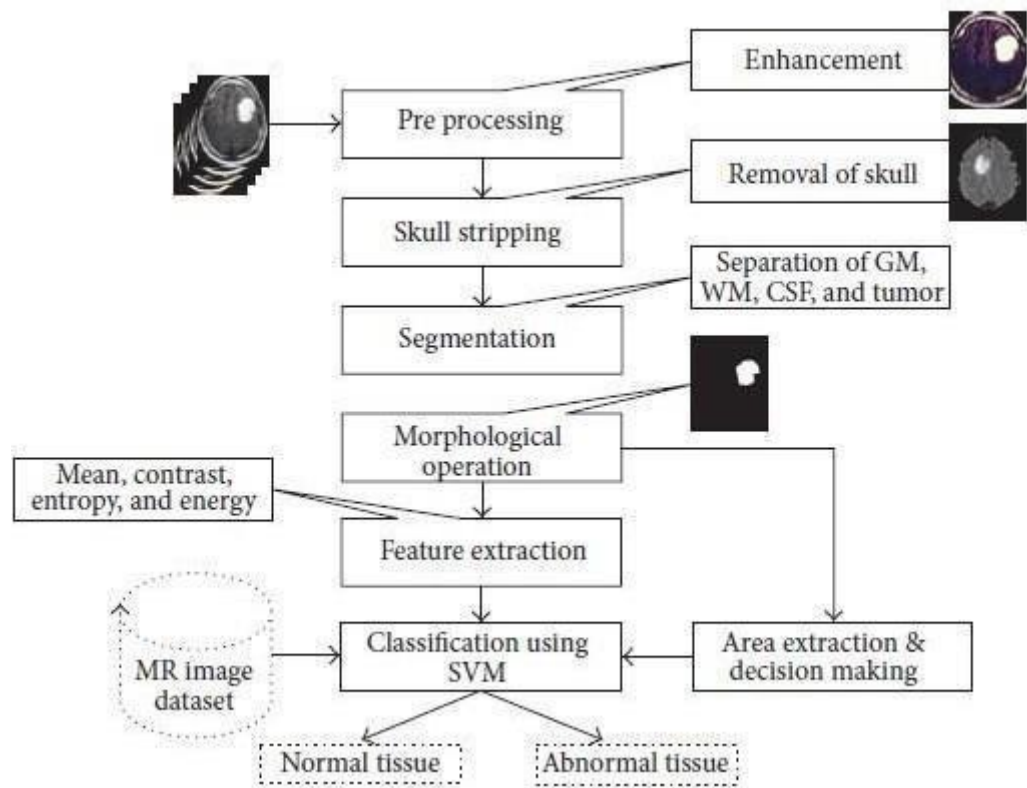 Enhancement
Pre processing
Removal of skull
Skull stripping
Separation of GM,
WM, CSF, and tumor
Segmentation
Morphological
operation
Mean, contrast,
entropy, and energy
Feature extraction
Classification using
SVM
Area extraction &
decision making
MR image
dataset
Normal tissue
Abnormal tissue